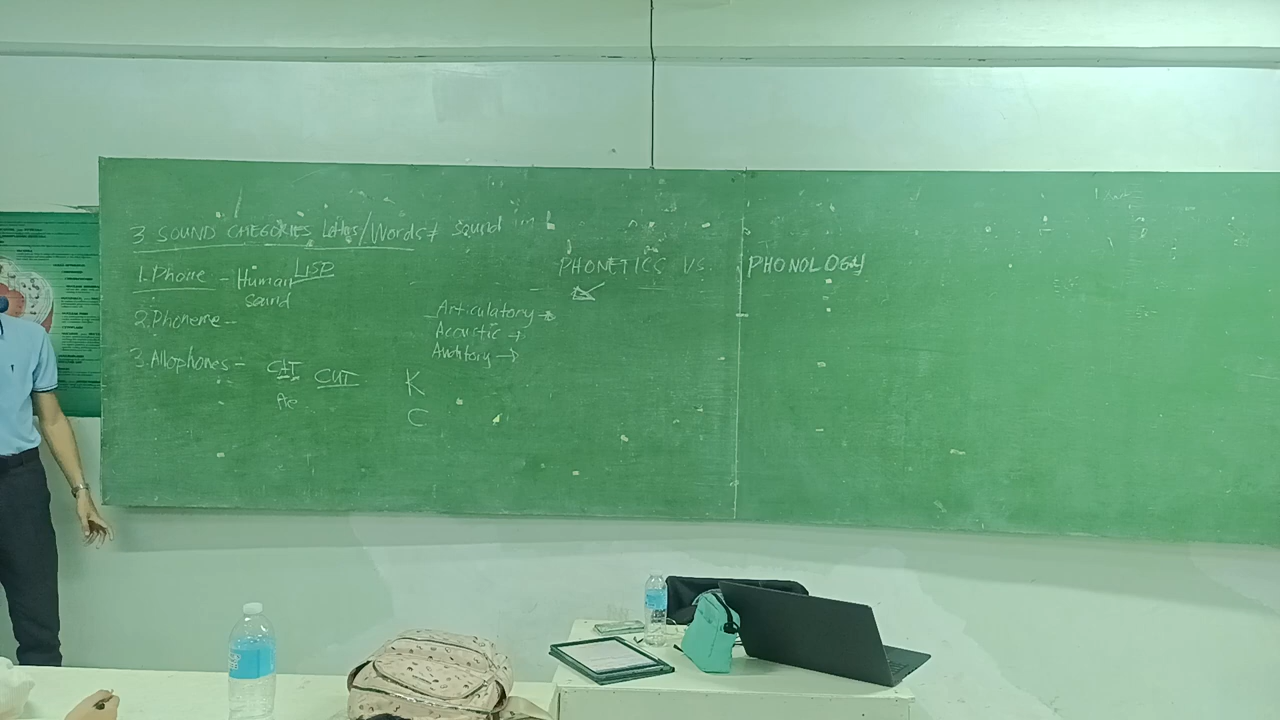 3 SOUND CATEGORIES Letters/Words ≠ sound
1. Phone - Human LISP
sound
2. Phoneme -
3. Allophones - CAT CUT
Ae
K
C
PHONETICS VS. PHONOLOGY
Articulatory →
Acoustic →
Auditory →